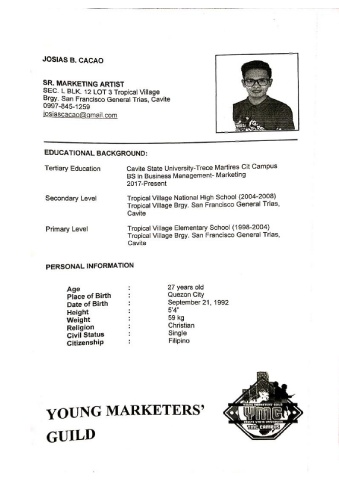 JOSIAS B. CACAO
SR. MARKETING ARTIST
SEC. L BLK. 12 LOT 3 Tropical Village
Brgy. San Francisco General Trias, Cavite
0997-845-1259
josiascacao@gmail.com
EDUCATIONAL BACKGROUND:
Tertiary Education Cavite State University-Trece Martires Cit Campus
BS in Business Management- Marketing
2017-Present
Secondary Level Tropical Village National High School (2004-2008)
Tropical Village Brgy. San Francisco General Trias,
Cavite
Primary Level Tropical Village Elementary School (1998-2004)
Tropical Village Brgy. San Francisco General Trias,
Cavita
PERSONAL INFORMATION
Age : 27 years old
Place of Birth : Quezon City
Date of Birth : September 21, 1992
Height : 5'4"
Weight : 59 kg
Religion : Christian
Civil Status : Single
Citizenship : Filipino
YOUNG MARKETERS'
GUILD
YOUNG MARKETERS GUILD
YMG